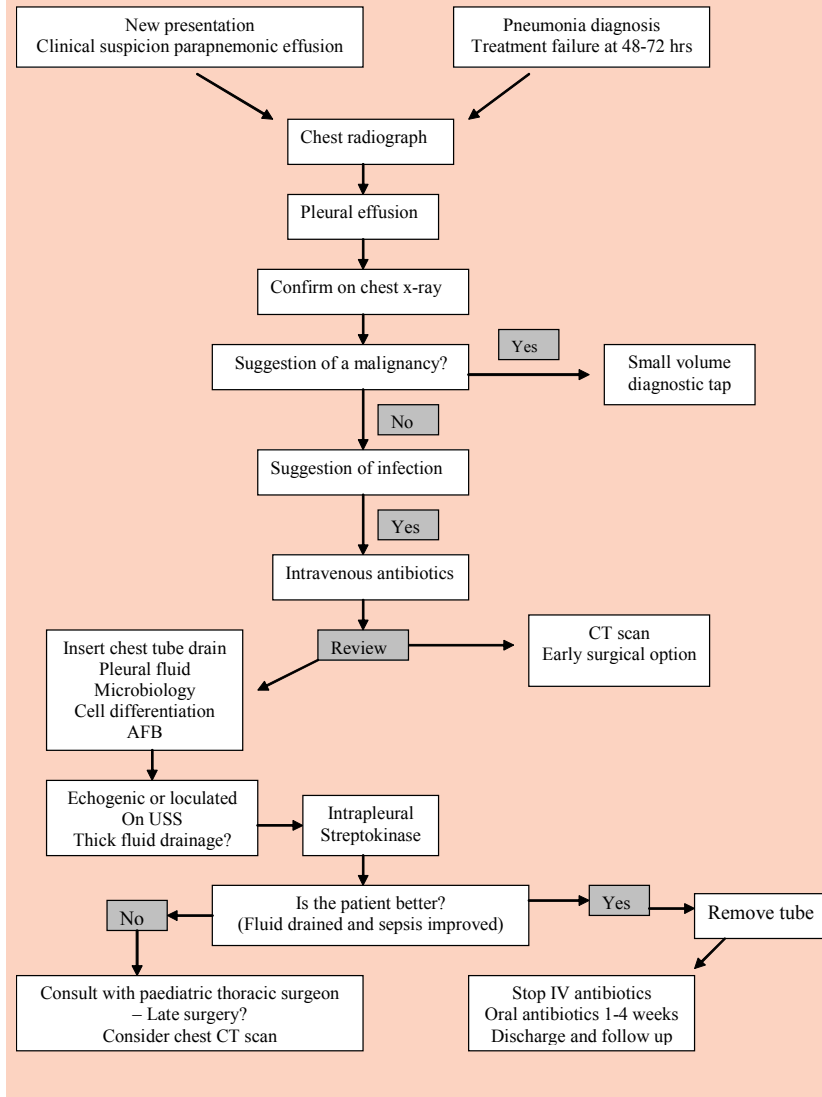 New presentation
Clinical suspicion parapnemonic effusion
Pneumonia diagnosis
Treatment failure at 48-72 hrs
Chest radiograph
Pleural effusion
Confirm on chest x-ray
Suggestion of a malignancy?
Yes
Small volume
diagnostic tap
No
Suggestion of infection
Yes
Intravenous antibiotics
Review
CT scan
Early surgical option
Insert chest tube drain
Pleural fluid
Microbiology
Cell differentiation
AFB
Echogenic or loculated
On USS
Thick fluid drainage?
Intrapleural
Streptokinase
Is the patient better?
(Fluid drained and sepsis improved)
No
Yes
Remove tube
Consult with paediatric thoracic surgeon
– Late surgery?
Consider chest CT scan
Stop IV antibiotics
Oral antibiotics 1-4 weeks
Discharge and follow up